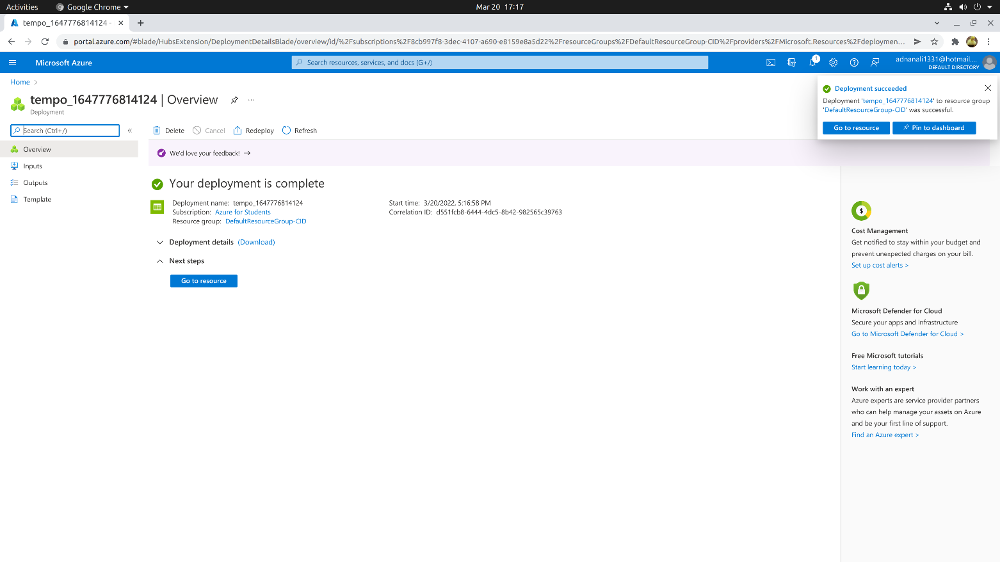 Activities
Google Chrome
Mar 20 17:17
tempo_1647776814124 -
portal.azure.com/#blade/HubsExtension/DeploymentDetailsBlade/overview/id/%2Fsubscriptions%2F8cb997f8-3dec-4107-a690-e8159e8a5d22%2FresourceGroups%2FDefaultResourceGroup-CID%2Fproviders%2FMicrosoft.Resources%2Fdeploymen...
Microsoft Azure
Search resources, services, and docs (G+/)
1
adnanali1331@hotmail....
DEFAULT DIRECTORY
Home
tempo_1647776814124 | Overview
Deployment
Search (Ctrl+/)
Overview
Inputs
Outputs
Template
Delete
Cancel
Redeploy
Refresh
We'd love your feedback! →
Your deployment is complete
Deployment name: tempo_1647776814124
Subscription: Azure for Students
Resource group: DefaultResourceGroup-CID
Start time: 3/20/2022, 5:16:58 PM
Correlation ID: d551fcb8-6444-4dc5-8b42-982565c39763
Deployment details (Download)
Next steps
Go to resource
Deployment succeeded
Deployment 'tempo_1647776814124' to resource group
'DefaultResourceGroup-CID' was successful.
Go to resource
Pin to dashboard
$
Cost Management
Get notified to stay within your budget and
prevent unexpected charges on your bill.
Set up cost alerts >
Microsoft Defender for Cloud
Secure your apps and infrastructure
Go to Microsoft Defender for Cloud >
Free Microsoft tutorials
Start learning today >
Work with an expert
Azure experts are service provider partners
who can help manage your assets on Azure
and be your first line of support.
Find an Azure expert >